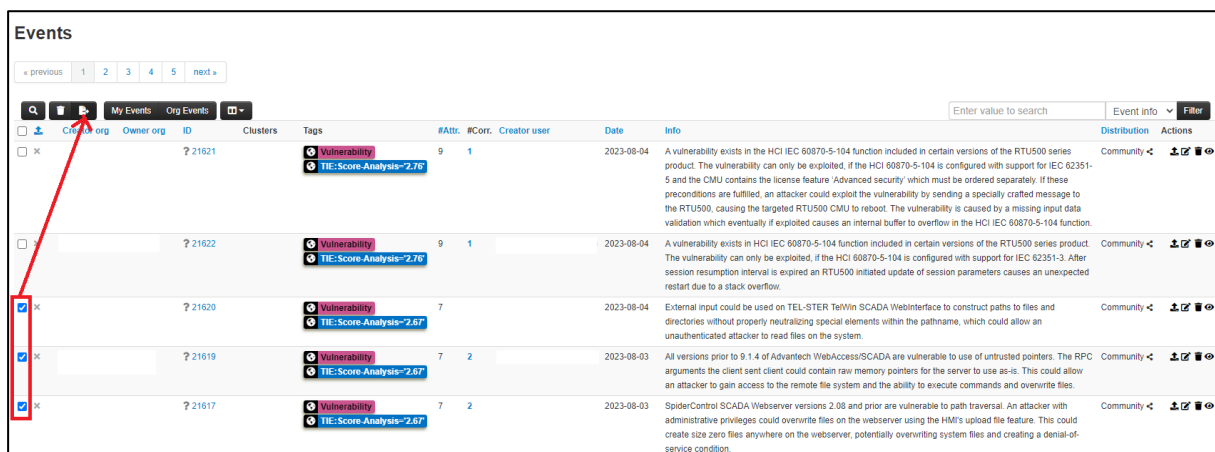 Events
« previous 1 2 3 4 5 next »
My Events Org Events Enter value to search Event info Filter
Creator org Owner org ID Clusters Tags #Attr. #Corr. Creator user Date Info Distribution Actions
? 21621 Vulnerability 9 1 2023-08-04 A vulnerability exists in the HCI IEC 60870-5-104 function included in certain versions of the RTU500 series Community
TIE:Score-Analysis="2.76"
product. The vulnerability can only be exploited, if the HCI 60870-5-104 is configured with support for IEC 62351-
5 and the CMU contains the license feature 'Advanced security' which must be ordered separately. If these
preconditions are fulfilled, an attacker could exploit the vulnerability by sending a specially crafted message to
the RTU500, causing the targeted RTU500 CMU to reboot. The vulnerability is caused by a missing input data
validation which eventually if exploited causes an internal buffer to overflow in the HCI IEC 60870-5-104 function.
? 21622 Vulnerability 9 1 2023-08-04 A vulnerability exists in HCI IEC 60870-5-104 function included in certain versions of the RTU500 series product. Community
TIE:Score-Analysis="2.76"
The vulnerability can only be exploited, if the HCI 60870-5-104 is configured with support for IEC 62351-3. After
session resumption interval is expired an RTU500 initiated update of session parameters causes an unexpected
restart due to a stack overflow.
? 21620 Vulnerability 7 2023-08-04 External input could be used on TEL-STER TelWin SCADA WebInterface to construct paths to files and Community
TIE:Score-Analysis="2.67"
directories without properly neutralizing special elements within the pathname, which could allow an
unauthenticated attacker to read files on the system.
? 21619 Vulnerability 7 2 2023-08-03 All versions prior to 9.1.4 of Advantech WebAccess/SCADA are vulnerable to use of untrusted pointers. The RPC Community
TIE:Score-Analysis="2.67"
arguments the client sent client could contain raw memory pointers for the server to use as-is. This could allow
an attacker to gain access to the remote file system and the ability to execute commands and overwrite files.
? 21617 Vulnerability 7 2 2023-08-03 SpiderControl SCADA Webserver versions 2.08 and prior are vulnerable to path traversal. An attacker with Community
TIE:Score-Analysis="2.67"
administrative privileges could overwrite files on the webserver using the HMI's upload file feature. This could
create size zero files anywhere on the webserver, potentially overwriting system files and creating a denial-of-
service condition.